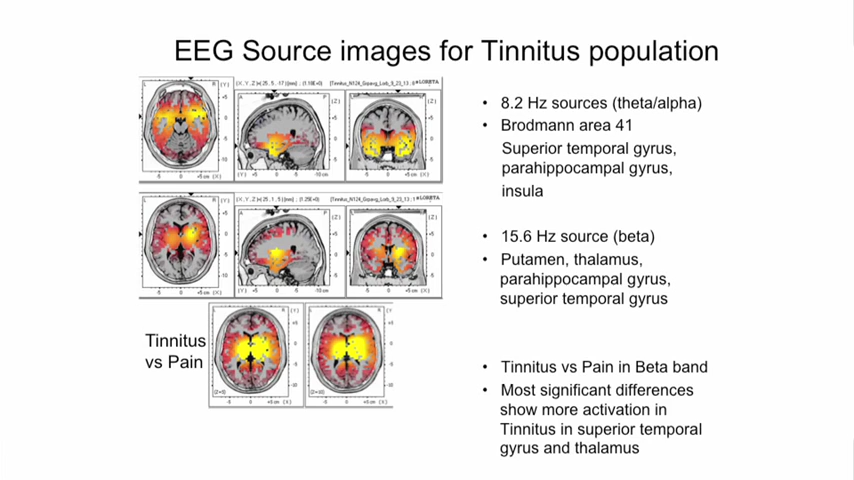 EEG Source images for Tinnitus population
• 8.2 Hz sources (theta/alpha)
• Brodmann area 41
Superior temporal gyrus,
parahippocampal gyrus,
insula
• 15.6 Hz source (beta)
• Putamen, thalamus,
parahippocampal gyrus,
superior temporal gyrus
Tinnitus
vs Pain
• Tinnitus vs Pain in Beta band
• Most significant differences
show more activation in
Tinnitus in superior temporal
gyrus and thalamus